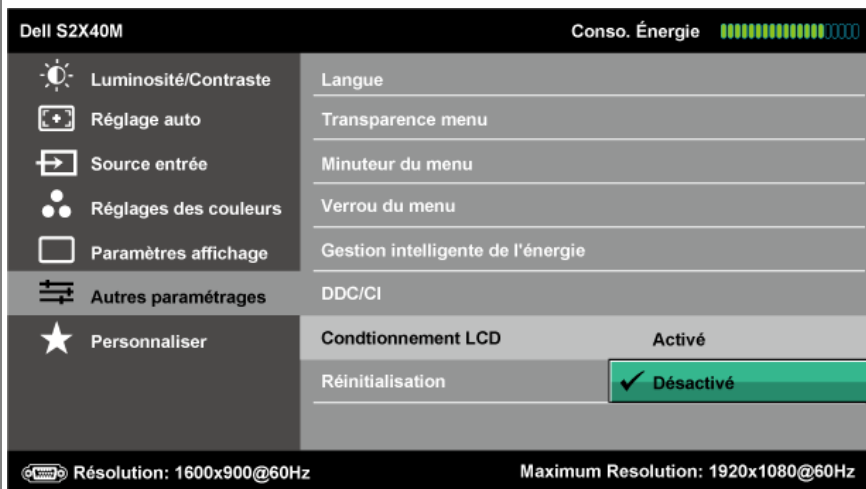 Dell S2X40M
Conso. Énergie
Luminosité/Contraste
Réglage auto
Source entrée
Réglages des couleurs
Paramètres affichage
Autres paramétrages
Personnaliser
Langue
Transparence menu
Minuteur du menu
Verrou du menu
Gestion intelligente de l'énergie
DDC/CI
Condtionnement LCD
Activé
Réinitialisation
Désactivé
Résolution: 1600x900@60Hz
Maximum Resolution: 1920x1080@60Hz